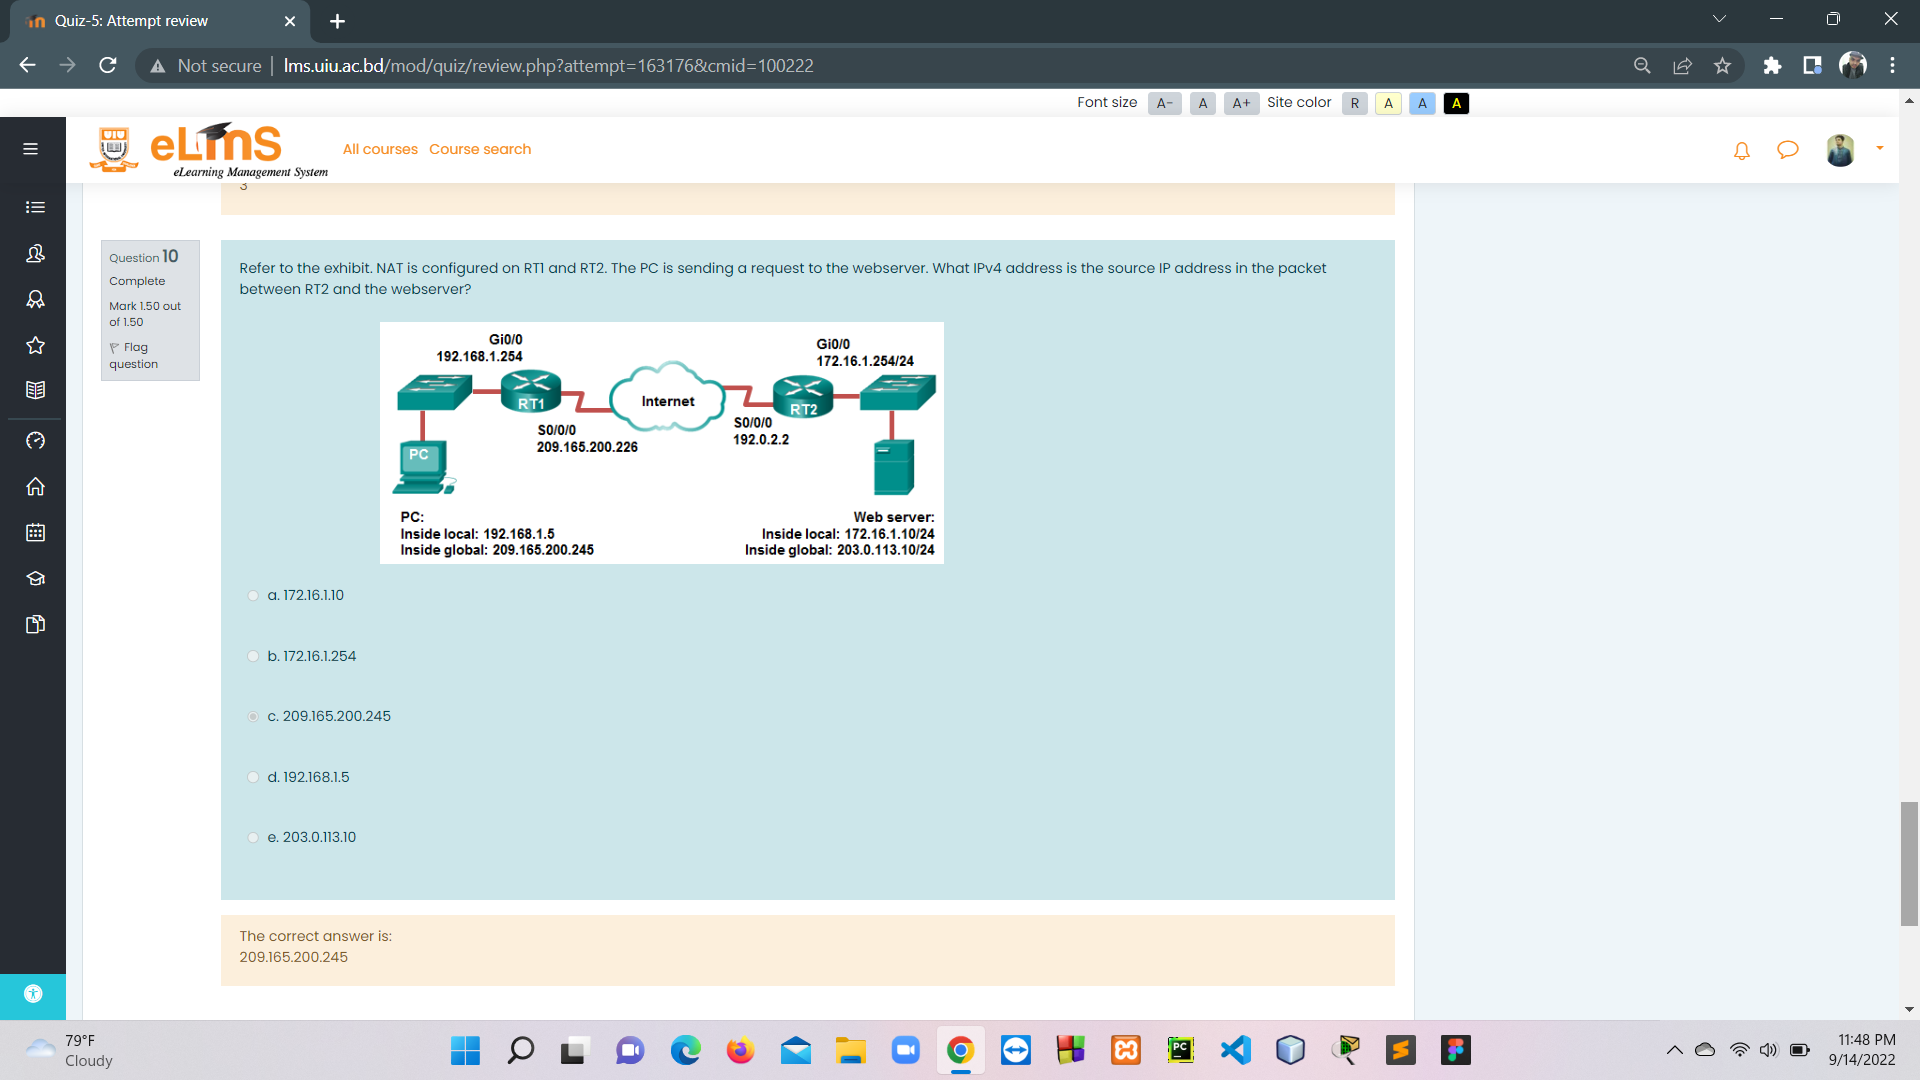 Quiz-5: Attempt review
Not secure | lms.uiu.ac.bd/mod/quiz/review.php?attempt=163176&cmid=100222
Font size A- A A+ Site color R A A A
UIU
eLmS
eLearning Management System
All courses Course search
3
Question 10
Complete
Mark 1.50 out
of 1.50
Flag
question
Refer to the exhibit. NAT is configured on RT1 and RT2. The PC is sending a request to the webserver. What IPv4 address is the source IP address in the packet
between RT2 and the webserver?
Gi0/0
192.168.1.254
Gi0/0
172.16.1.254/24
RT1
Internet
RT2
S0/0/0
209.165.200.226
S0/0/0
192.0.2.2
PC
PC:
Inside local: 192.168.1.5
Inside global: 209.165.200.245
Web server:
Inside local: 172.16.1.10/24
Inside global: 203.0.113.10/24
a. 172.16.1.10
b. 172.16.1.254
c. 209.165.200.245
d. 192.168.1.5
e. 203.0.113.10
The correct answer is:
209.165.200.245
79°F
Cloudy
PC
11:48 PM
9/14/2022